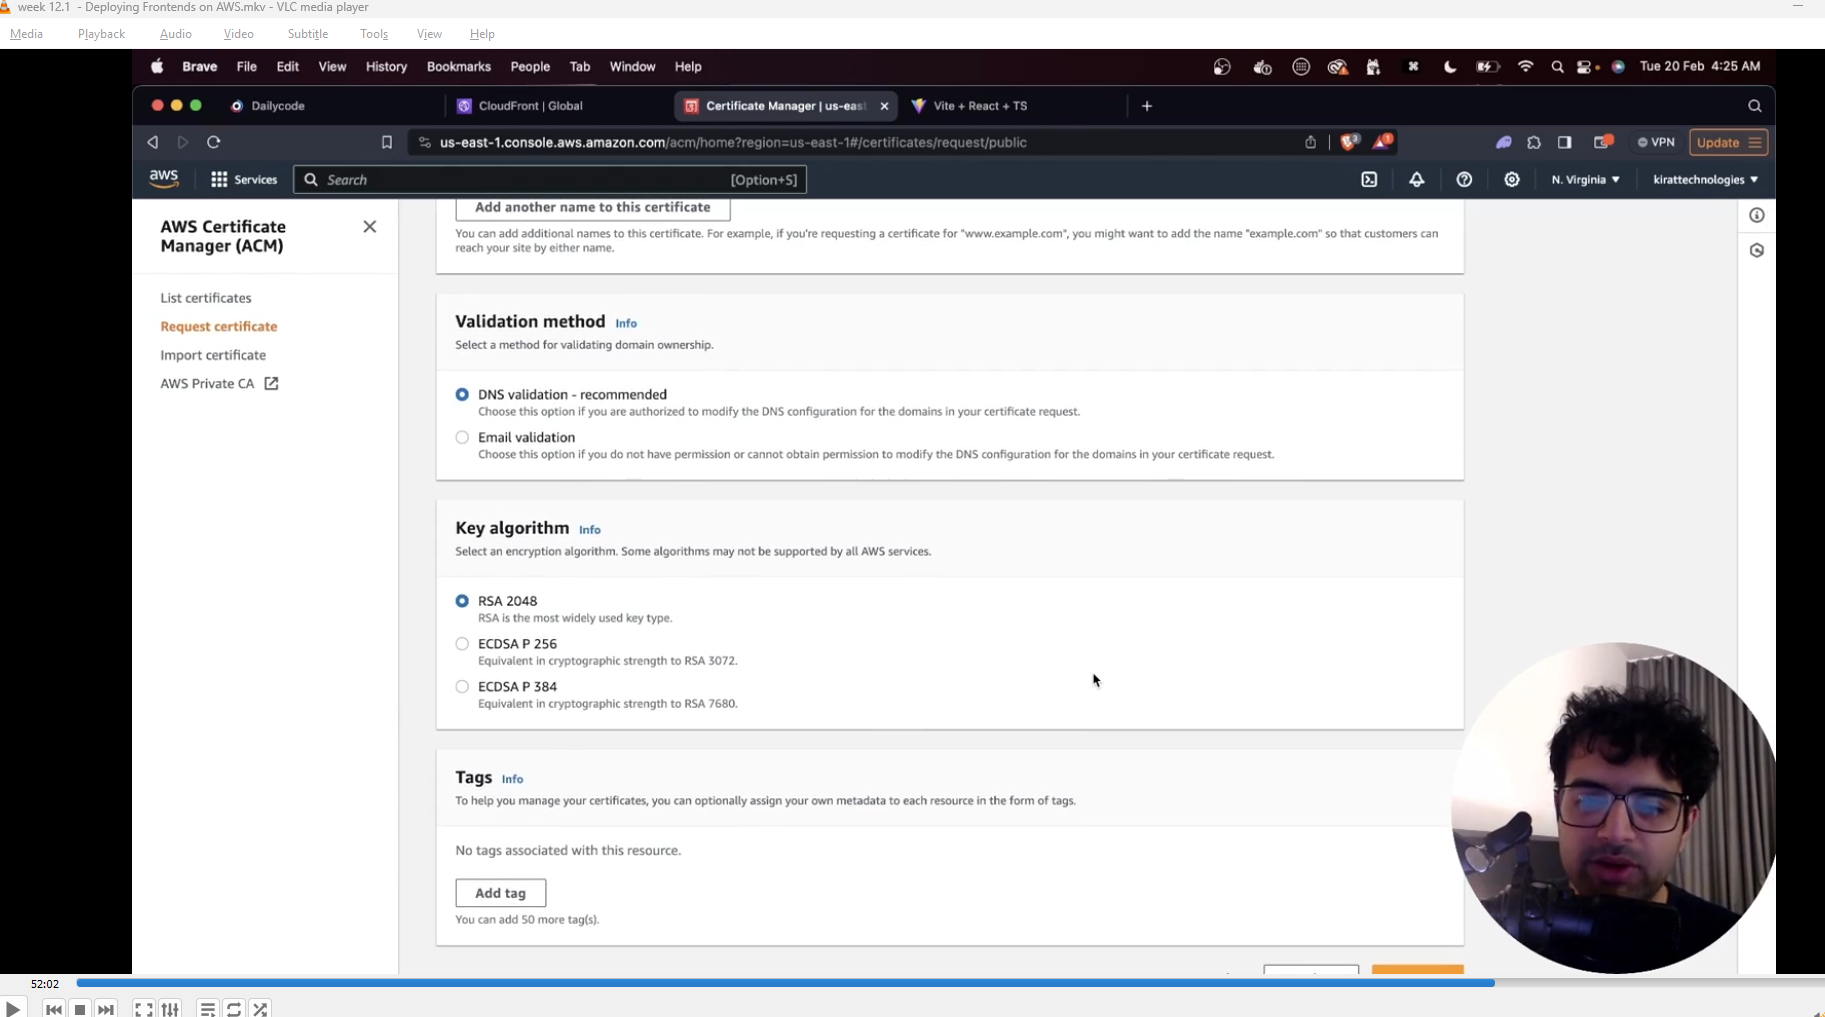 week 12.1 - Deploying Frontends on AWS.mkv - VLC media player
Media Playback Audio Video Subtitle Tools View Help
Brave File Edit View History Bookmarks People Tab Window Help Tue 20 Feb 4:25 AM
Dailycode CloudFront | Global Certificate Manager | us-east Vite + React + TS
us-east-1.console.aws.amazon.com/acm/home?region=us-east-1#/certificates/request/public VPN Update
aws Services Search [Option+S] N. Virginia kirattechnologies
AWS Certificate
Manager (ACM)
List certificates
Request certificate
Import certificate
AWS Private CA
Add another name to this certificate
You can add additional names to this certificate. For example, if you're requesting a certificate for "www.example.com", you might want to add the name "example.com" so that customers can
reach your site by either name.
Validation method Info
Select a method for validating domain ownership.
DNS validation - recommended
Choose this option if you are authorized to modify the DNS configuration for the domains in your certificate request.
Email validation
Choose this option if you do not have permission or cannot obtain permission to modify the DNS configuration for the domains in your certificate request.
Key algorithm Info
Select an encryption algorithm. Some algorithms may not be supported by all AWS services.
RSA 2048
RSA is the most widely used key type.
ECDSA P 256
Equivalent in cryptographic strength to RSA 3072.
ECDSA P 384
Equivalent in cryptographic strength to RSA 7680.
Tags Info
To help you manage your certificates, you can optionally assign your own metadata to each resource in the form of tags.
No tags associated with this resource.
Add tag
You can add 50 more tag(s).
52:02